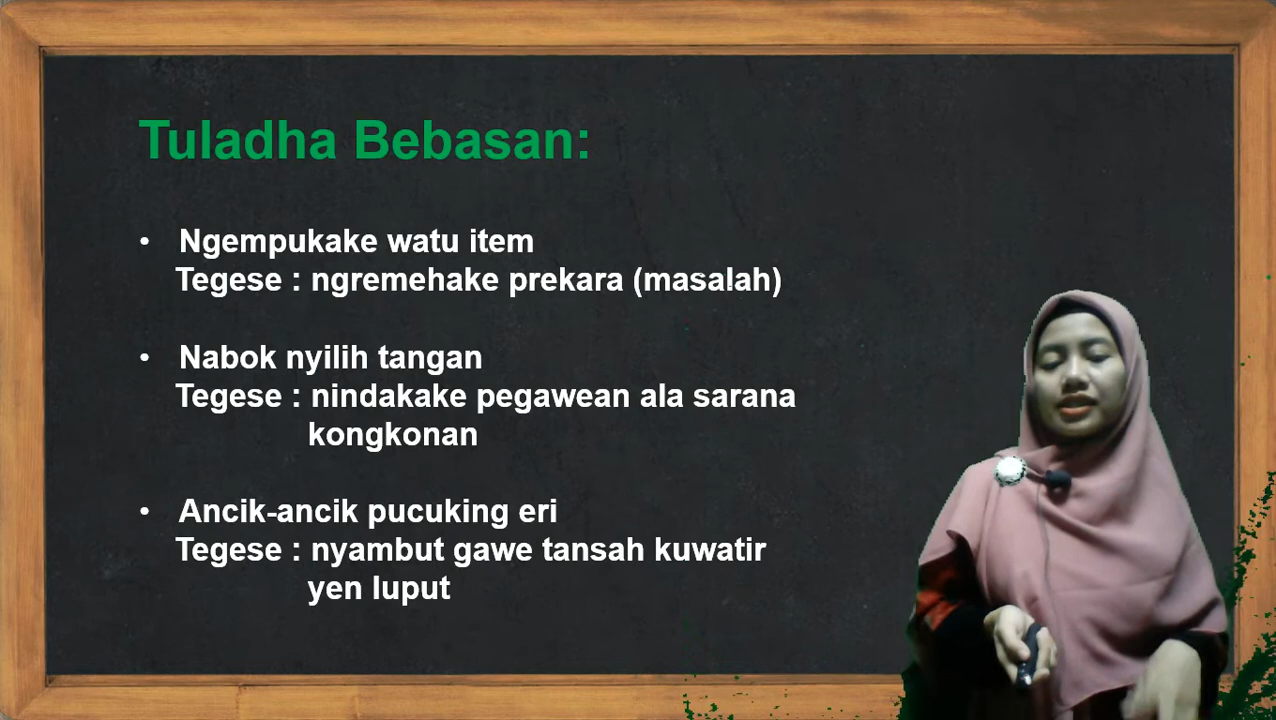 Tuladha Bebasan:
• Ngempukake watu item
Tegese : ngremehake prekara (masalah)
• Nabok nyilih tangan
Tegese : nindakake pegawean ala sarana
kongkonan
• Ancik-ancik pucuking eri
Tegese : nyambut gawe tansah kuwatir
yen luput